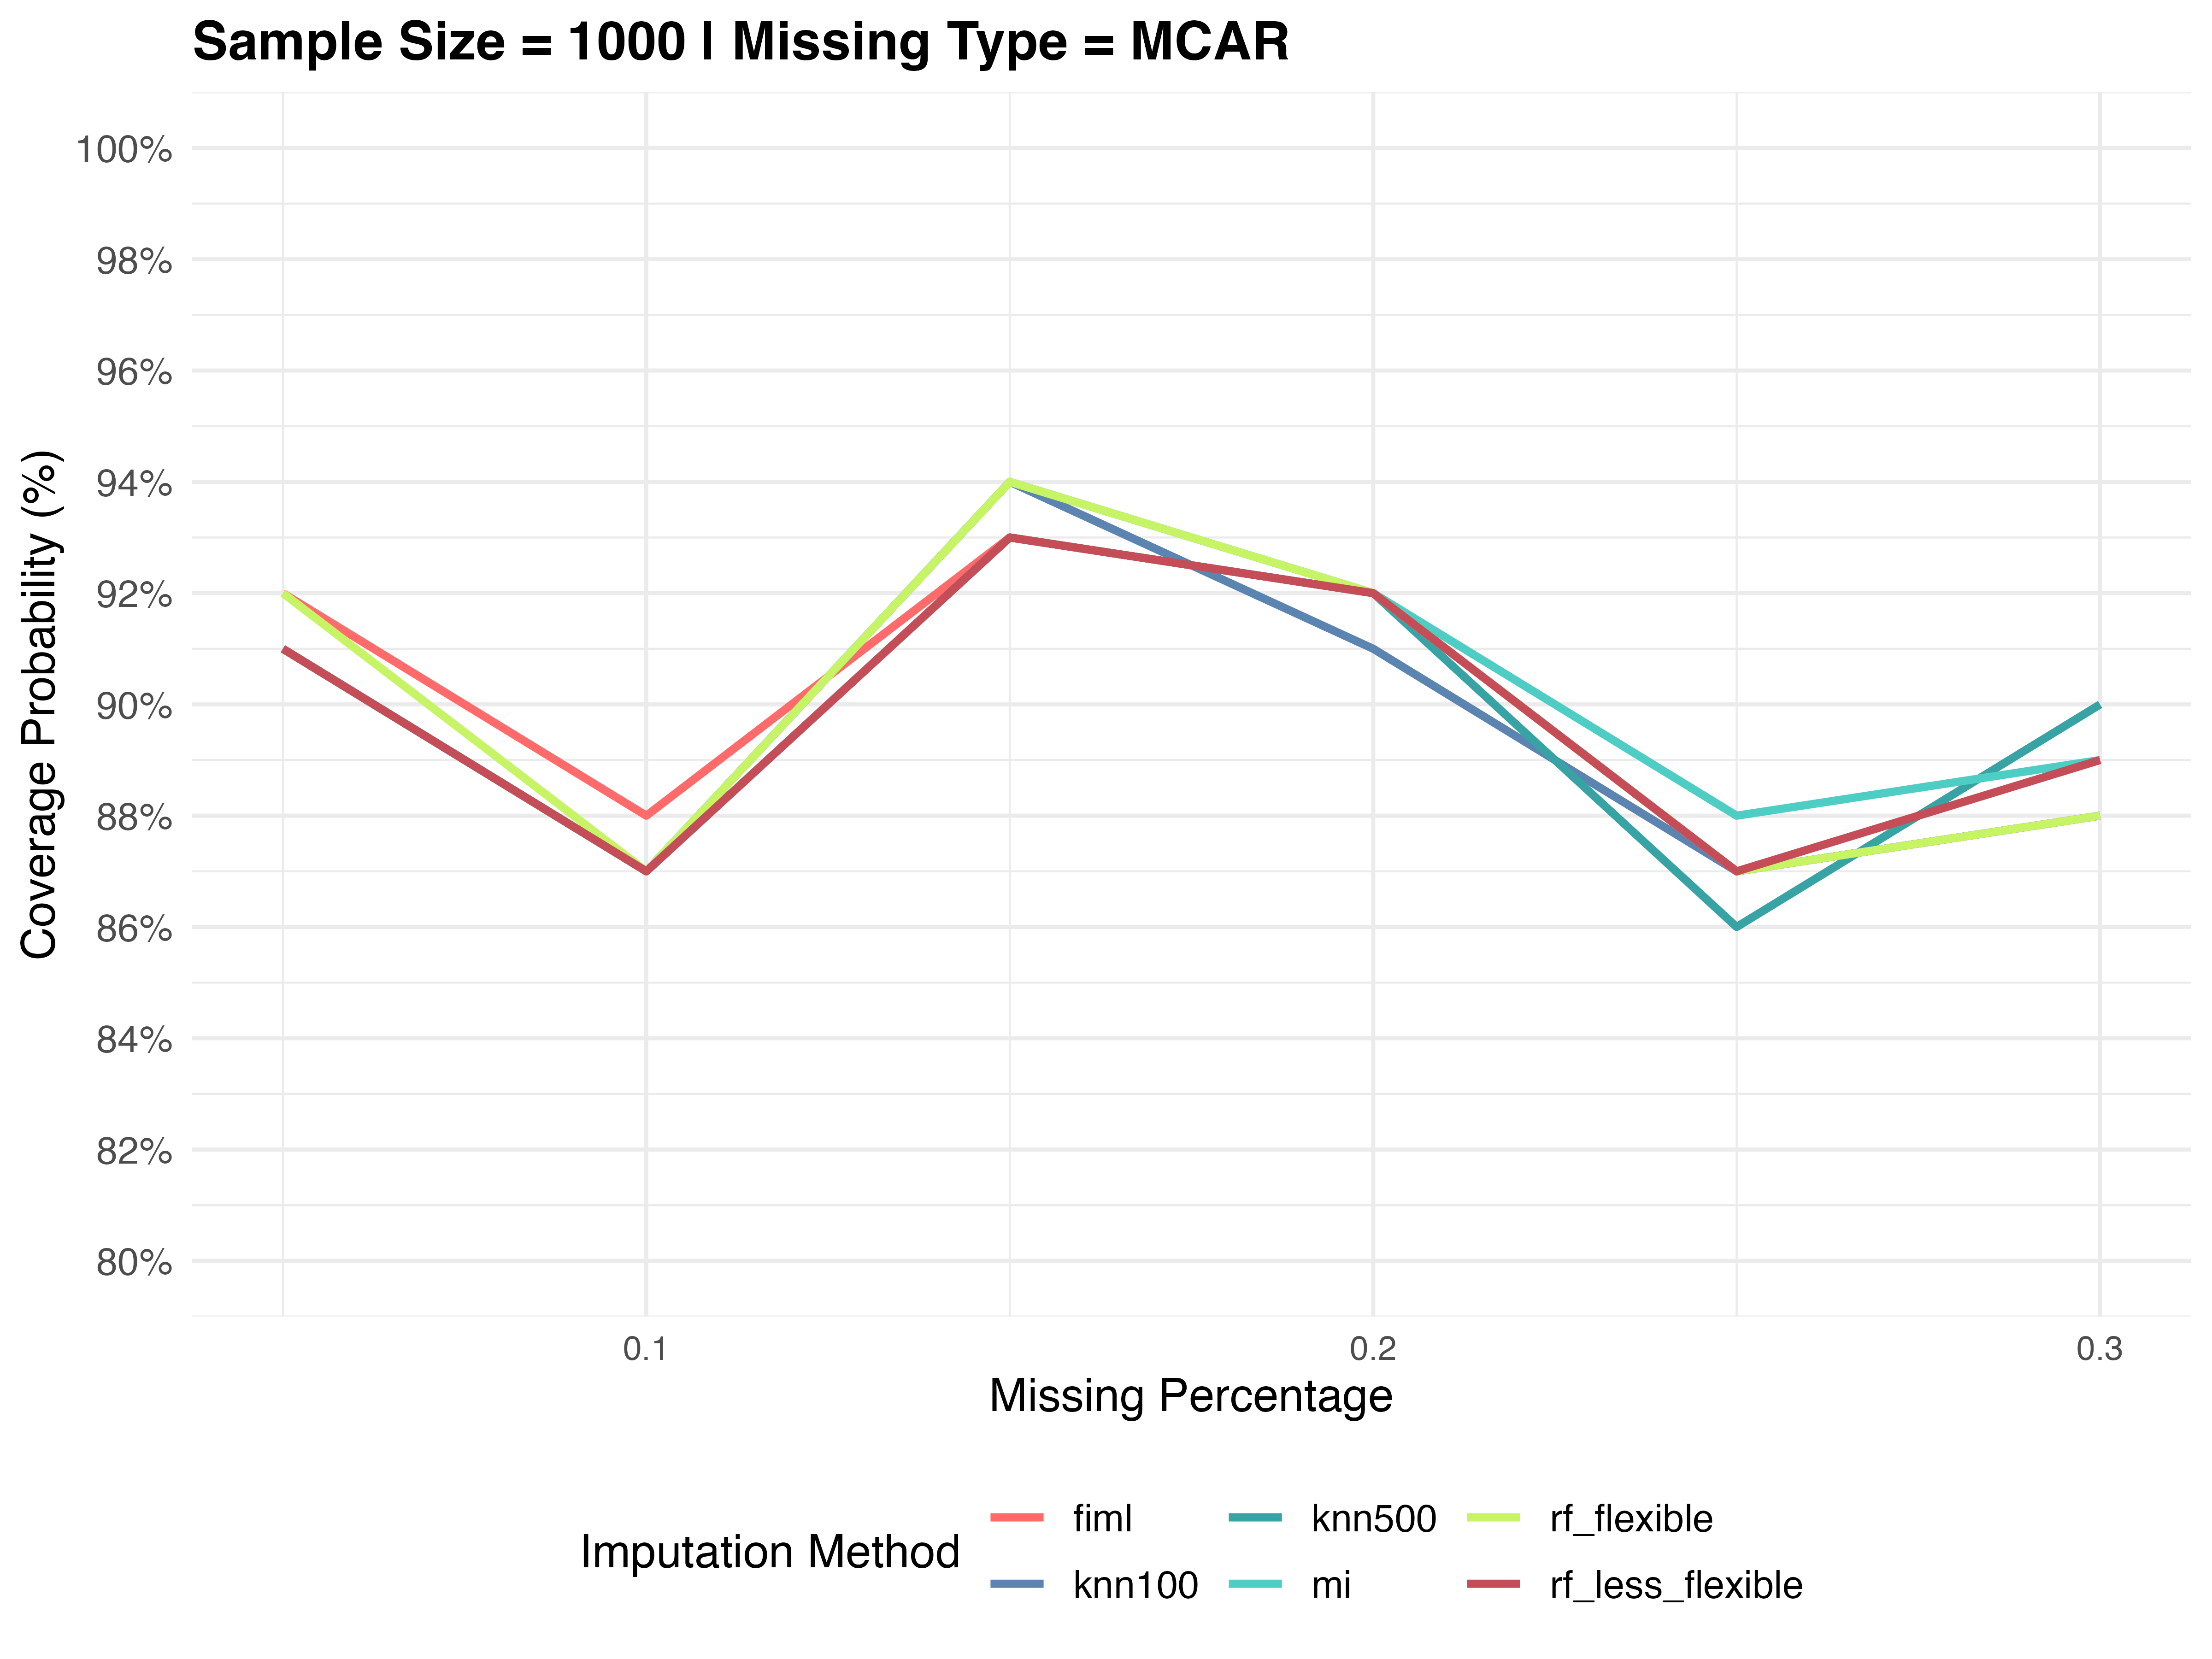 Sample Size = 1000 | Missing Type = MCAR
Coverage Probability (%)
100%
98%
96%
94%
92%
90%
88%
86%
84%
82%
80%
0.1 0.2 0.3
Missing Percentage
Imputation Method
fiml knn500 rf_flexible
knn100 mi rf_less_flexible